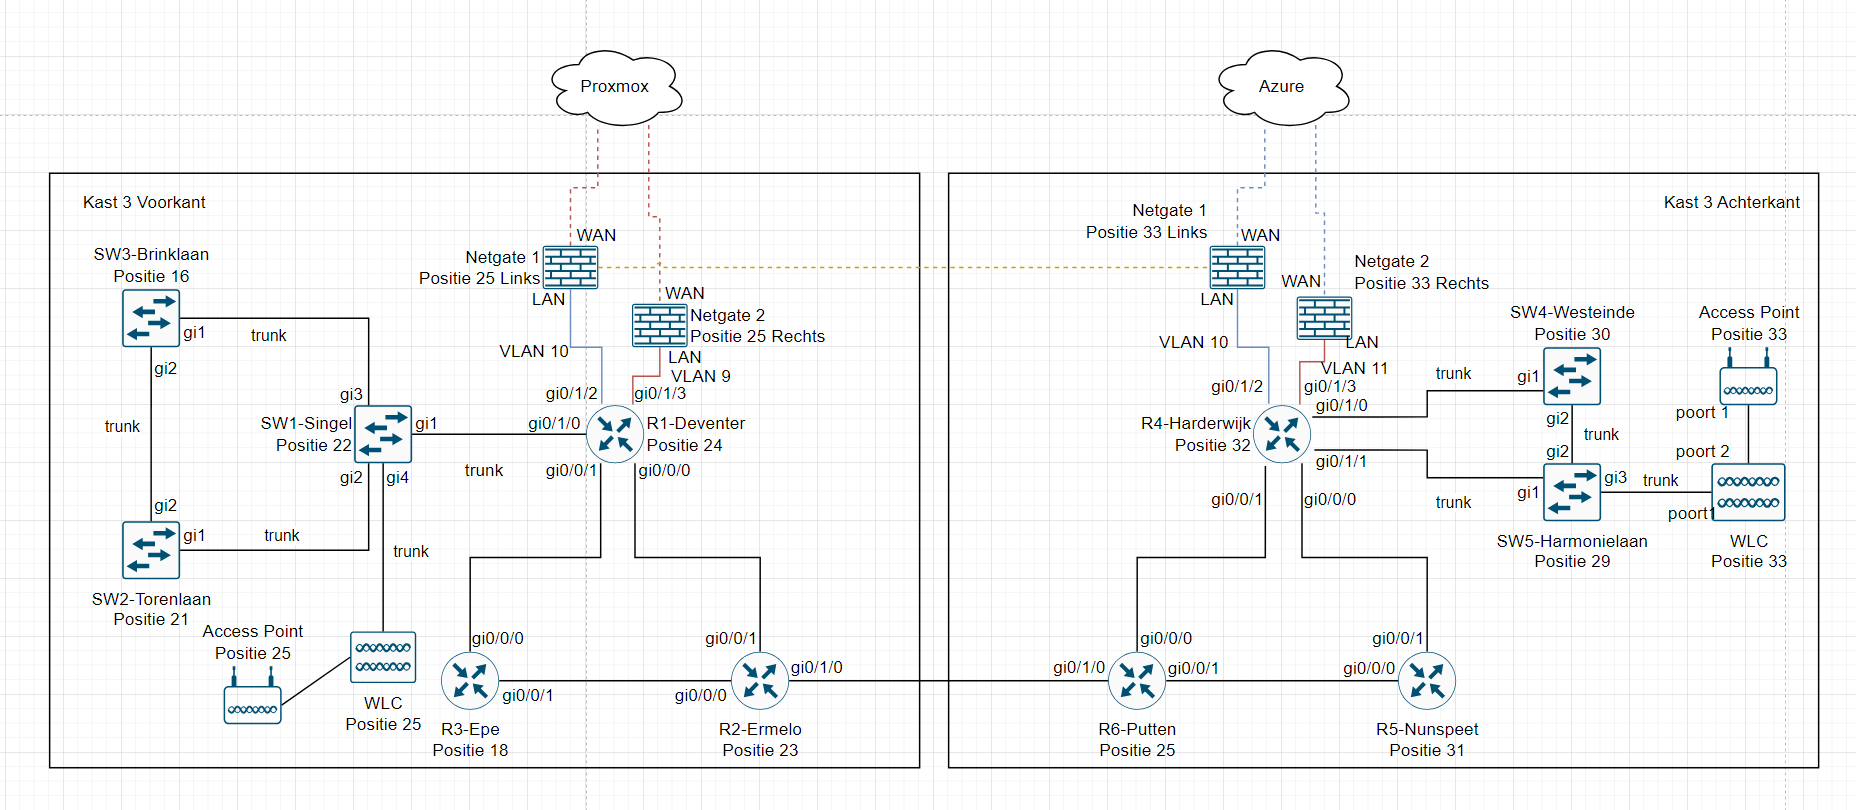 Proxmox
Azure
Kast 3 Voorkant
SW3-Brinklaan
Positie 16
gi1
trunk
gi2
trunk
gi2
gi1
trunk
SW2-Torenlaan
Positie 21
gi3
SW1-Singel
Positie 22
gi1
gi2
gi4
trunk
trunk
Access Point
Positie 25
WLC
Positie 25
WAN
Netgate 1
Positie 25 Links
LAN
VLAN 10
WAN
Netgate 2
Positie 25 Rechts
LAN
VLAN 9
gi0/1/2
gi0/1/3
gi0/1/0
R1-Deventer
Positie 24
gi0/0/1
gi0/0/0
gi0/0/0
gi0/0/1
R3-Epe
Positie 18
gi0/0/1
gi0/1/0
gi0/0/0
R2-Ermelo
Positie 23
Kast 3 Achterkant
Netgate 1
Positie 33 Links
WAN
LAN
VLAN 10
WAN
Netgate 2
Positie 33 Rechts
LAN
VLAN 11
gi0/1/2
gi0/1/3
gi0/1/0
R4-Harderwijk
Positie 32
gi0/1/1
gi0/0/1
gi0/0/0
trunk
trunk
SW4-Westeinde
Positie 30
gi1
gi2
trunk
gi2
gi1
gi3
trunk
SW5-Harmonielaan
Positie 29
Access Point
Positie 33
poort 1
poort 2
poort1
WLC
Positie 33
gi0/0/0
gi0/1/0
gi0/0/1
R6-Putten
Positie 25
gi0/0/1
gi0/0/0
R5-Nunspeet
Positie 31